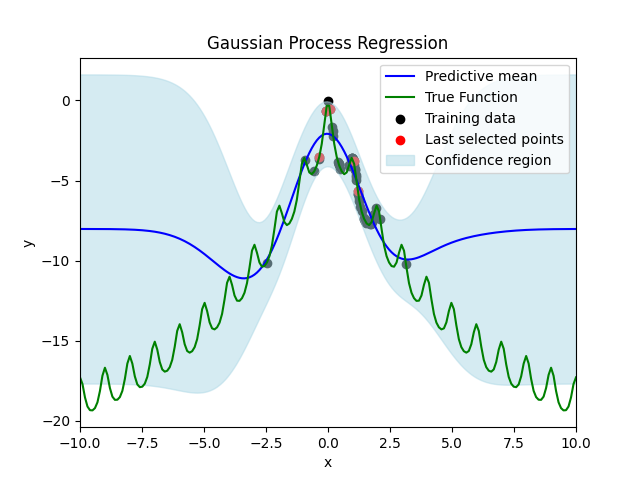 Gaussian Process Regression
Predictive mean
True Function
Training data
Last selected points
Confidence region
y
0
−5
−10
−15
−20
−10.0 −7.5 −5.0 −2.5 0.0 2.5 5.0 7.5 10.0
x